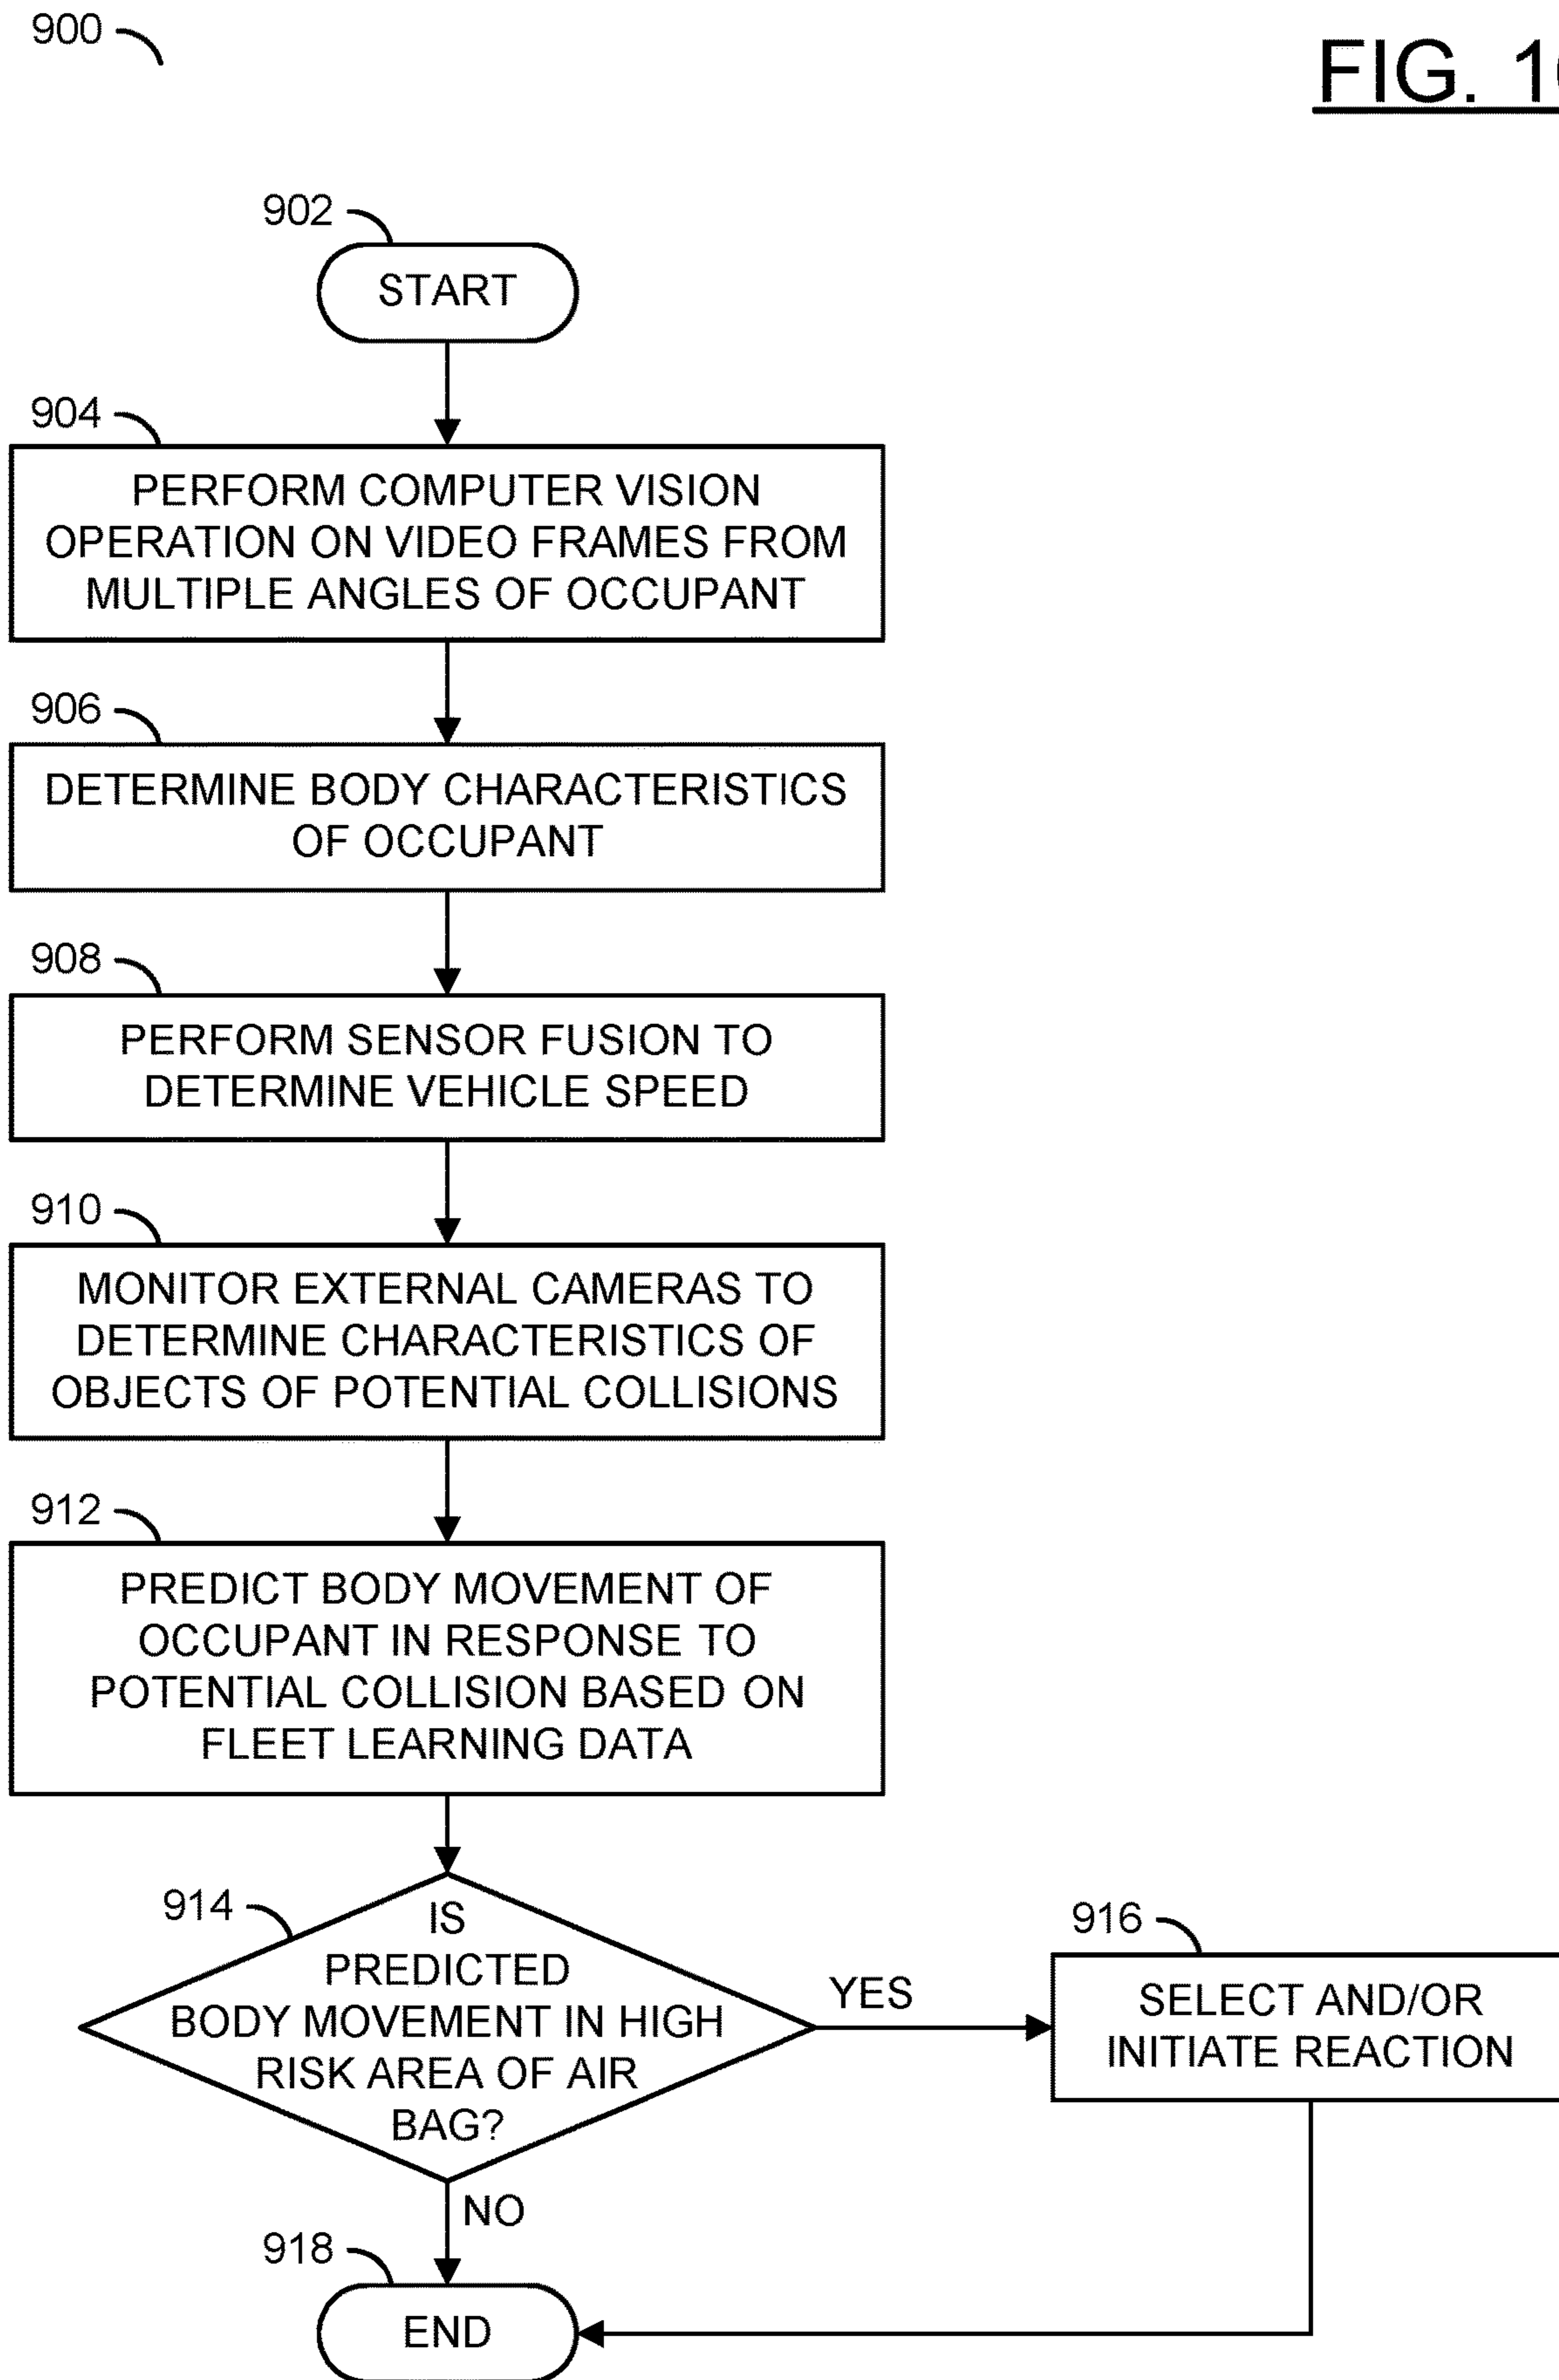 900
FIG.
902
START
904
PERFORM COMPUTER VISION
OPERATION ON VIDEO FRAMES FROM
MULTIPLE ANGLES OF OCCUPANT
906
DETERMINE BODY CHARACTERISTICS
OF OCCUPANT
908
PERFORM SENSOR FUSION TO
DETERMINE VEHICLE SPEED
910
MONITOR EXTERNAL CAMERAS TO
DETERMINE CHARACTERISTICS OF
OBJECTS OF POTENTIAL COLLISIONS
912
PREDICT BODY MOVEMENT OF
OCCUPANT IN RESPONSE TO
POTENTIAL COLLISION BASED ON
FLEET LEARNING DATA
914
IS
PREDICTED
BODY MOVEMENT IN HIGH
RISK AREA OF AIR
BAG?
YES
916
SELECT AND/OR
INITIATE REACTION
NO
918
END